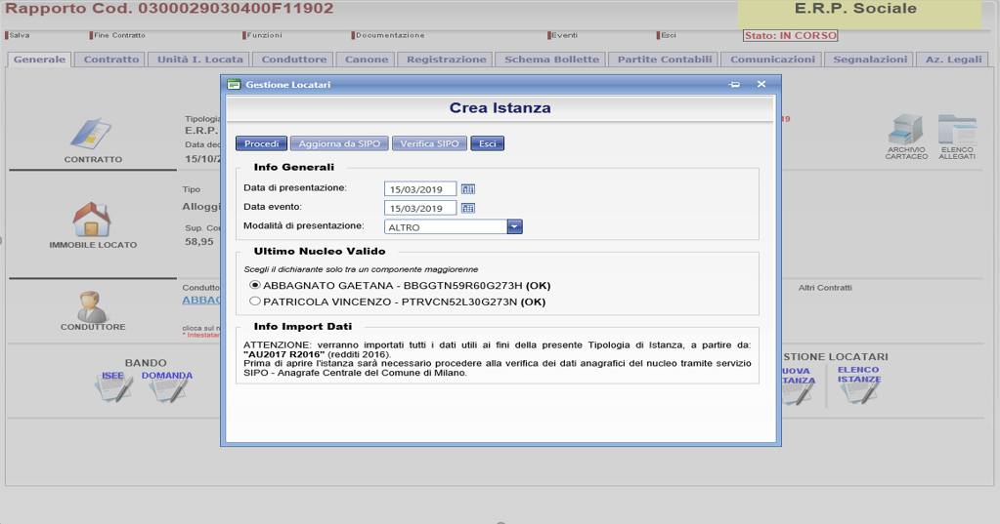 Rapporto Cod. 0300029030400F11902
E.R.P. Sociale
Salva Fine Contratto Funzioni Documentazione Eventi Esci Stato: IN CORSO
Generale Contratto Unità I. Locata Conduttore Canone Registrazione Schema Bollette Partite Contabili Comunicazioni Segnalazioni Az. Legali
Gestione Locatari
Crea Istanza
Procedi Aggiorna da SIPO Verifica SIPO Esci
Info Generali
Data di presentazione: 15/03/2019
Data evento: 15/03/2019
Modalità di presentazione: ALTRO
Ultimo Nucleo Valido
Scegli il dichiarante solo tra un componente maggiorenne
ABBAGNATO GAETANA - BBGGTN59R60G273H (OK)
PATRICOLA VINCENZO - PTRVCN52L30G273N (OK)
Info Import Dati
ATTENZIONE: verranno importati tutti i dati utili ai fini della presente Tipologia di Istanza, a partire da:
"AU2017 R2016" (redditi 2016).
Prima di aprire l'istanza sarà necessario procedere alla verifica dei dati anagrafici del nucleo tramite servizio
SIPO - Anagrafe Centrale del Comune di Milano.
CONTRATTO
Tipologia
E.R.P.
Data dec
15/10/2
19
ARCHIVIO
CARTACEO
ELENCO
ALLEGATI
IMMOBILE LOCATO
Tipo
Alloggi
Sup. Con
58,95
CONDUTTORE
Condutto
ABBAG
clicca sul n
* Intestatar
Altri Contratti
BANDO
ISEE DOMANDA
STIONE LOCATARI
UOVA
TANZA
ELENCO
ISTANZE